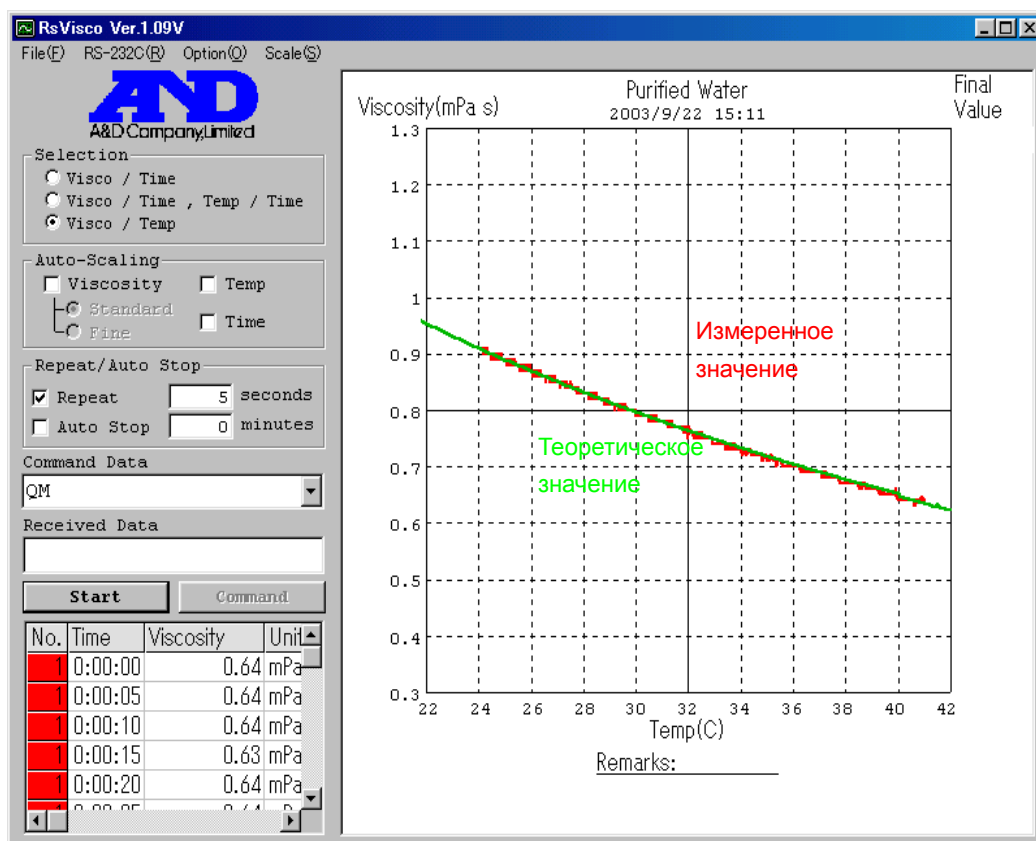 RsVisco Ver.1.09V
File(F) RS-232C(R) Option(O) Scale(S)
AND
A&D Company,Limited
Selection
Visco / Time
Visco / Time , Temp / Time
Visco / Temp
Auto-Scaling
Viscosity Temp
Standard
Time
Fine
Repeat/Auto Stop
Repeat 5 seconds
Auto Stop 0 minutes
Command Data
QM
Received Data
Start Command
No. Time Viscosity Unit
1 0:00:00 0.64 mPa
1 0:00:05 0.64 mPa
1 0:00:10 0.64 mPa
1 0:00:15 0.63 mPa
1 0:00:20 0.64 mPa
Viscosity(mPa s)
Purified Water
2003/9/22 15:11
Final
Value
1.3
1.2
1.1
1
0.9
0.8
0.7
0.6
0.5
0.4
0.3
Измеренное
значение
Теоретическое
значение
22 24 26 28 30 32 34 36 38 40 42
Temp(C)
Remarks: